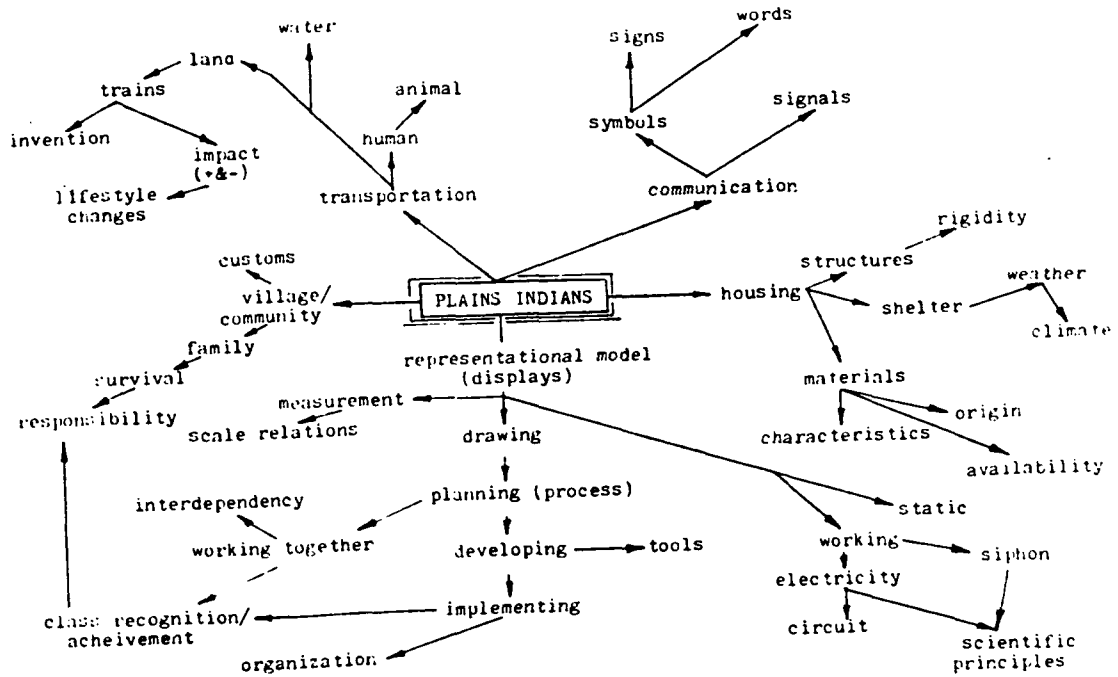 water
words
signs
land
trains
animal
signals
invention
human
symbols
impact
(+&-)
lifestyle
changes
transportation
communication
rigidity
customs
structures
weather
village/
community
PLAINS INDIANS
housing
shelter
climate
family
representational model
(displays)
survival
materials
measurement
responsibility
origin
scale relations
drawing
characteristics
availability
interdependency
planning (process)
static
working together
developing
tools
working
siphon
electricity
class recognition/
acheivement
implementing
circuit
scientific
principles
organization